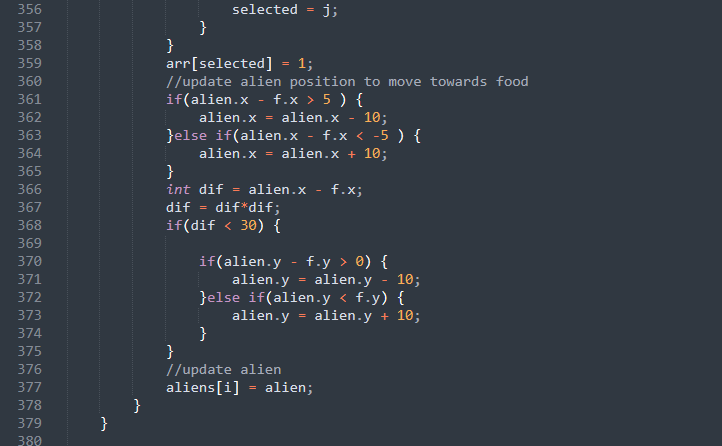 356 selected = j;
357 }
358 }
359 arr[selected] = 1;
360 //update alien position to move towards food
361 if(alien.x - f.x > 5 ) {
362 alien.x = alien.x - 10;
363 }else if(alien.x - f.x < -5 ) {
364 alien.x = alien.x + 10;
365 }
366 int dif = alien.x - f.x;
367 dif = dif*dif;
368 if(dif < 30) {
369
370 if(alien.y - f.y > 0) {
371 alien.y = alien.y - 10;
372 }else if(alien.y < f.y) {
373 alien.y = alien.y + 10;
374 }
375 }
376 //update alien
377 aliens[i] = alien;
378 }
379 }
380